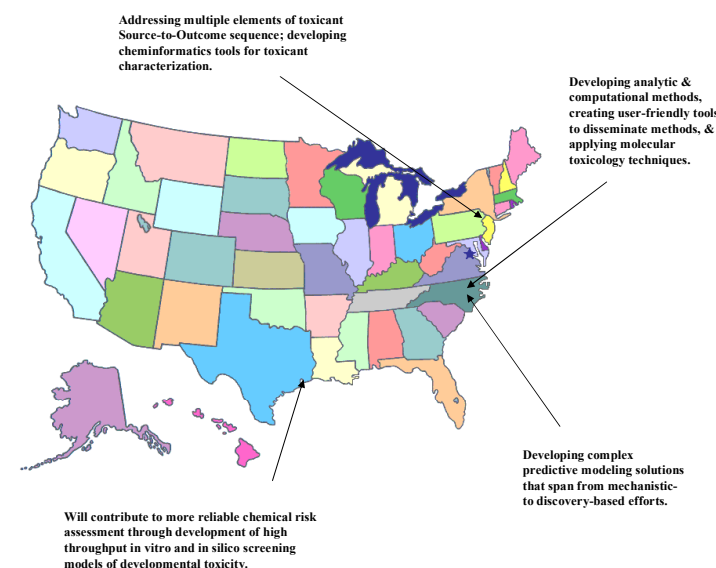 Addressing multiple elements of toxicant
Source-to-Outcome sequence; developing
cheminformatics tools for toxicant
characterization.
Developing analytic &
computational methods,
creating user-friendly tools
to disseminate methods, &
applying molecular
toxicology techniques.
Developing complex
predictive modeling solutions
that span from mechanistic-
to discovery-based efforts.
Will contribute to more reliable chemical risk
assessment through development of high
throughput in vitro and in silico screening
models of developmental toxicity.